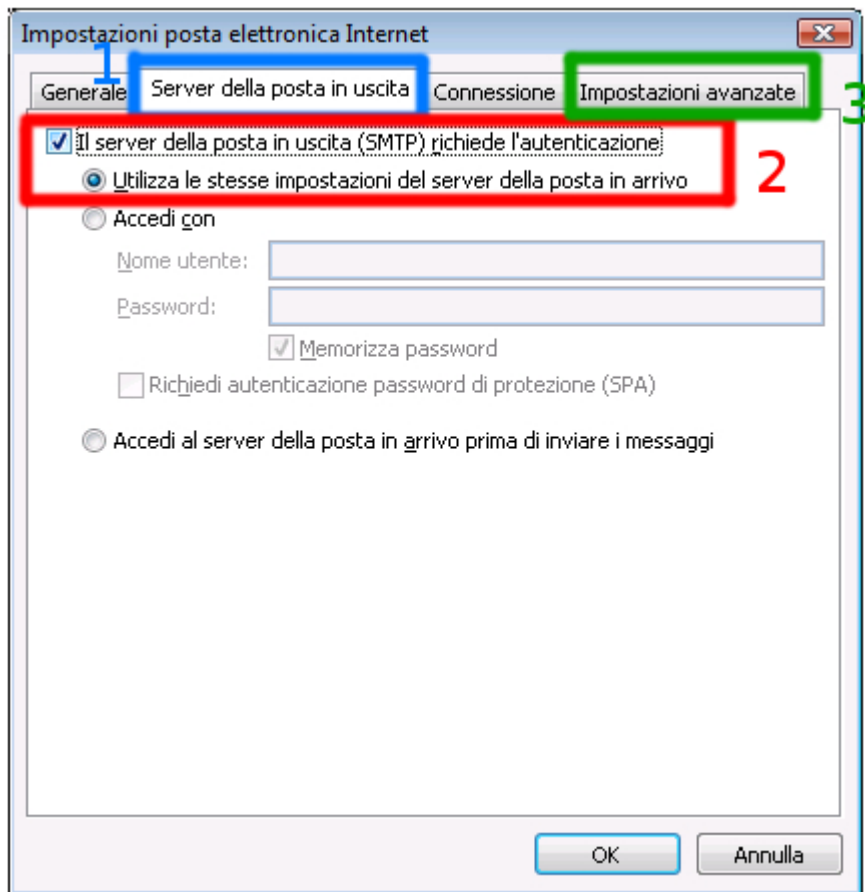 Impostazioni posta elettronica Internet
1
Generale Server della posta in uscita Connessione Impostazioni avanzate
3
Il server della posta in uscita (SMTP) richiede l'autenticazione
Utilizza le stesse impostazioni del server della posta in arrivo
2
Accedi con
Nome utente:
Password:
Memorizza password
Richiedi autenticazione password di protezione (SPA)
Accedi al server della posta in arrivo prima di inviare i messaggi
OK Annulla